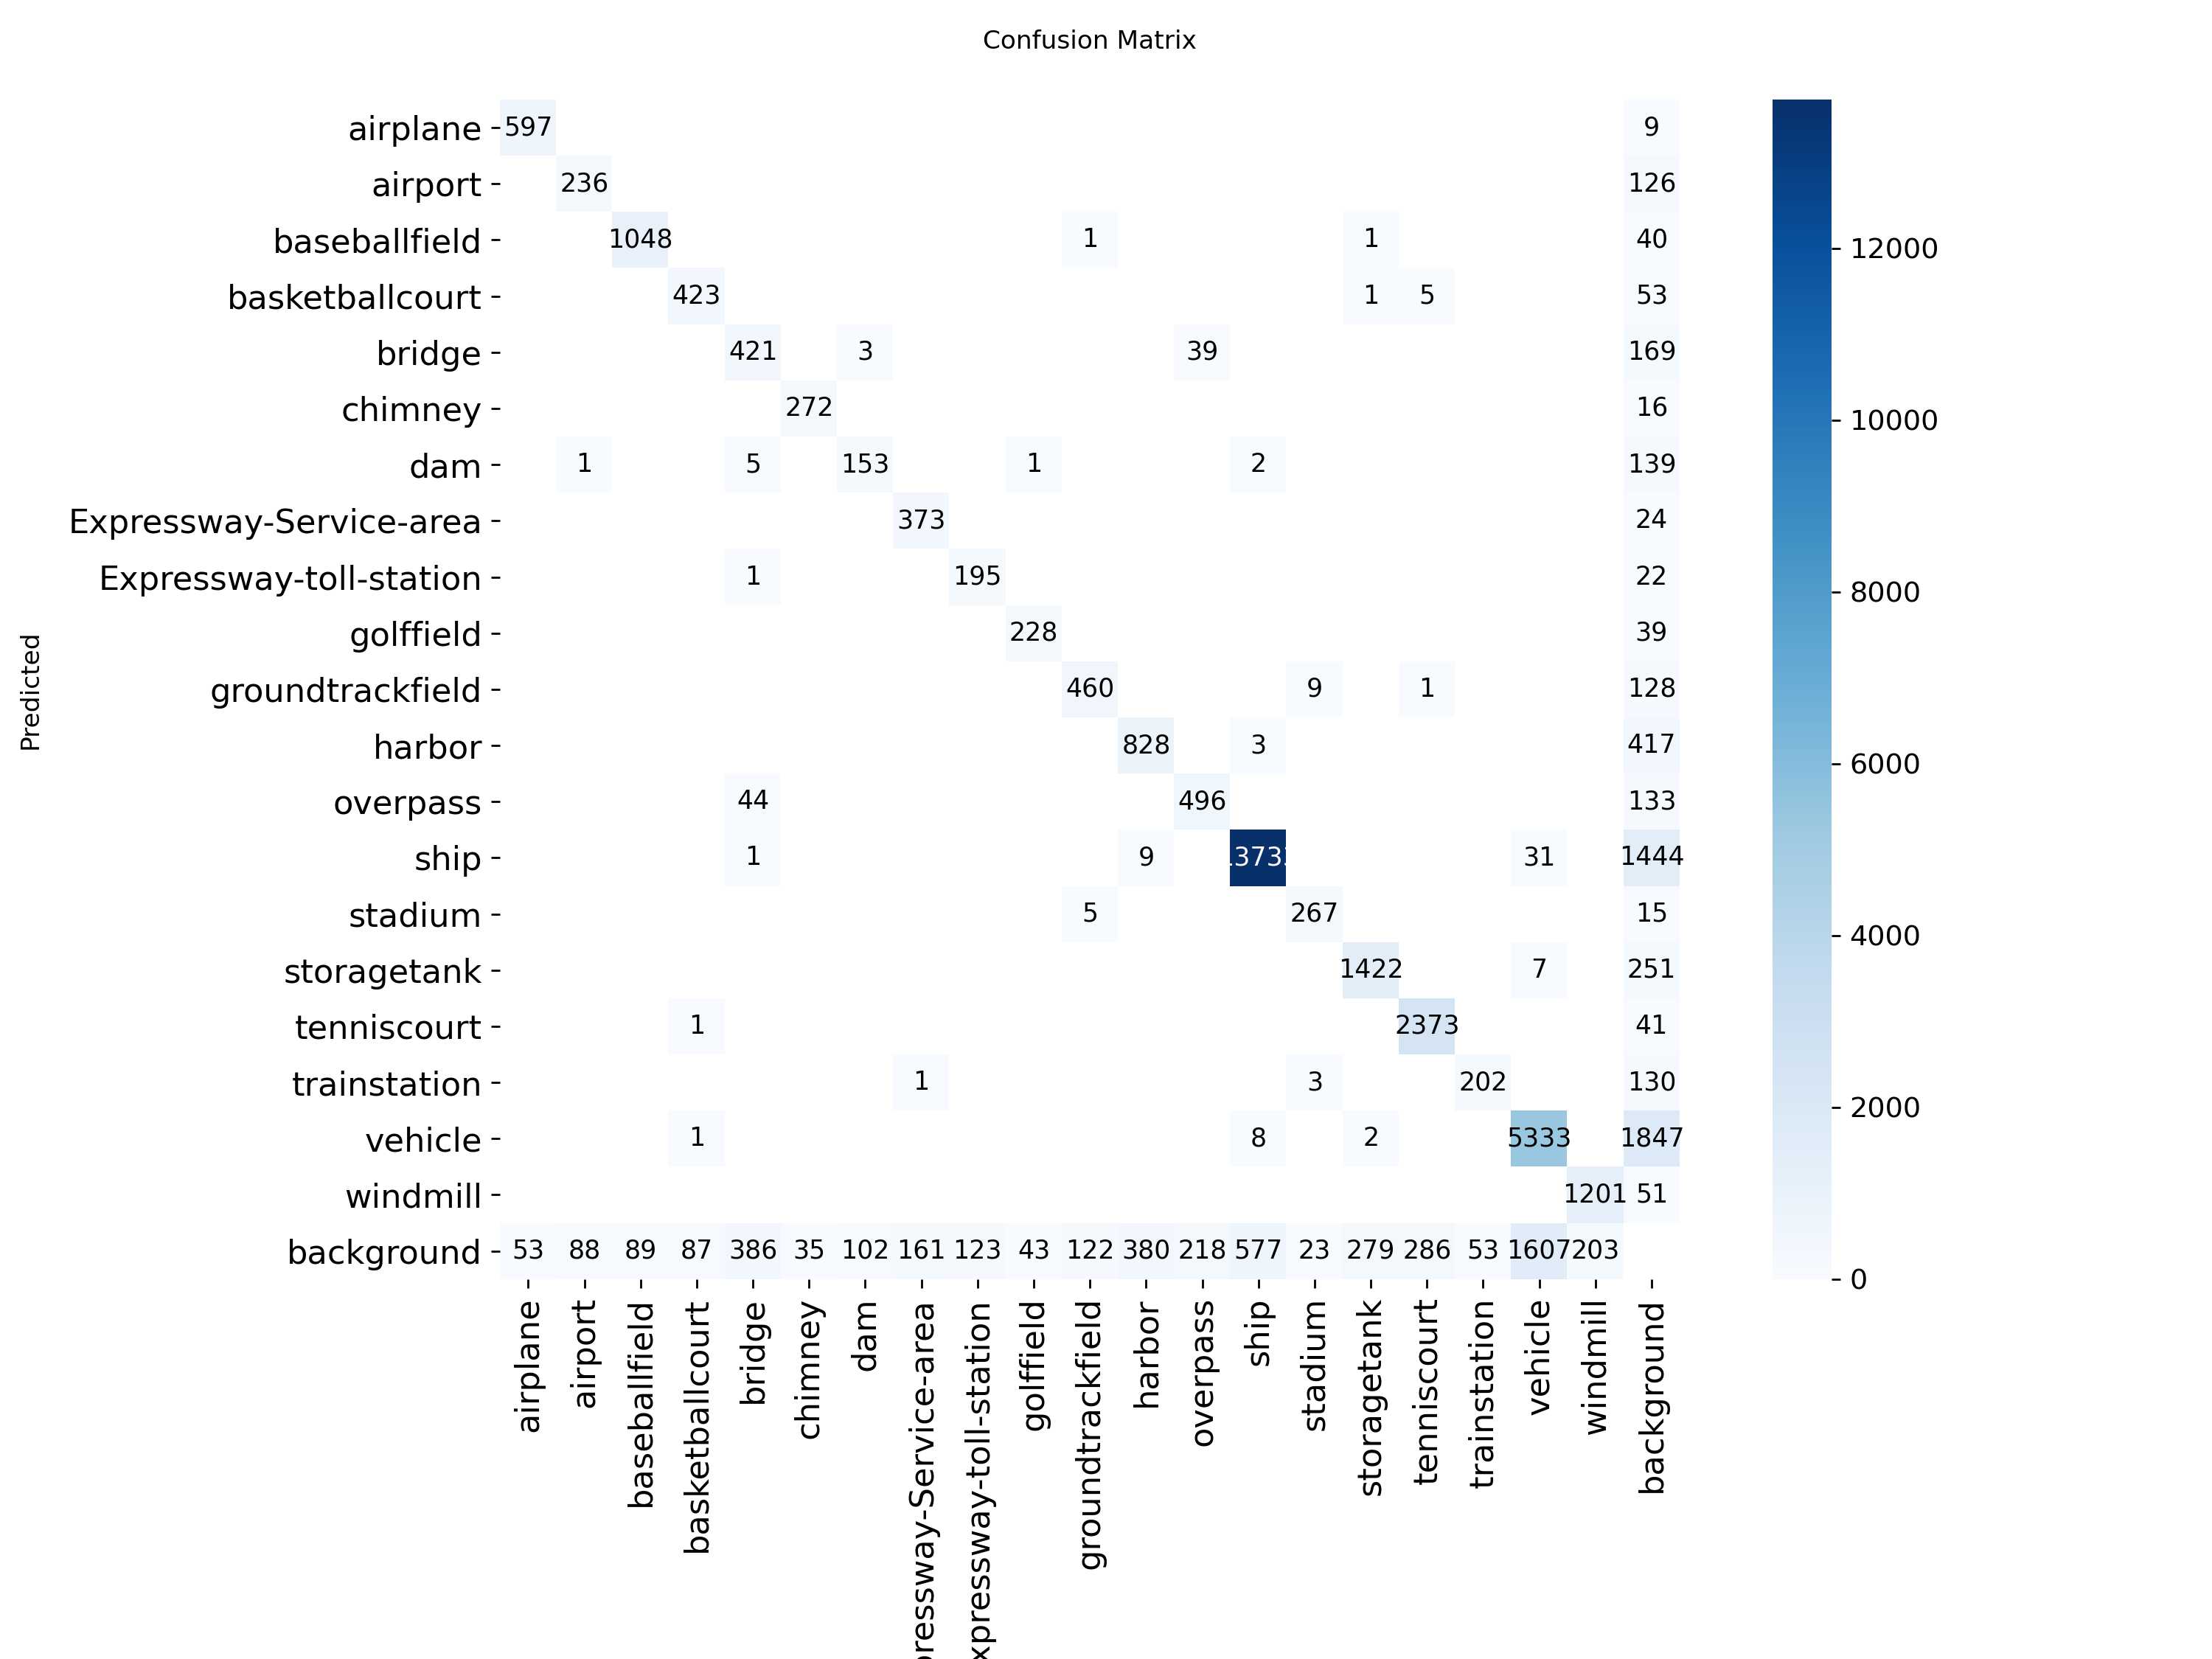 Confusion Matrix
airplane 597 9
airport 236 126
baseballfield 1048 1 1 40
basketballcourt 423 1 5 53
bridge 421 3 39 169
chimney 272 16
dam 1 5 153 1 2 139
Expressway-Service-area 373 24
Expressway-toll-station 1 195 22
golffield 228 39
groundtrackfield 460 9 1 128
harbor 828 3 417
overpass 44 496 133
ship 1 9 31 1444
stadium 5 267 15
storagetank 1422 7 251
tenniscourt 1 2373 41
trainstation 1 3 202 130
vehicle 1 8 2 5333 1847
windmill 1201 51
background 53 88 89 87 386 35 102 161 123 43 122 380 218 577 23 279 286 53 1607 203
Predicted
airplane
airport
baseballfield
basketballcourt
bridge
chimney
dam
pressway-Service-area
xpressway-toll-station
golffield
groundtrackfield
harbor
overpass
ship
stadium
storagetank
tenniscourt
trainstation
vehicle
windmill
background
12000
10000
8000
6000
4000
2000
0